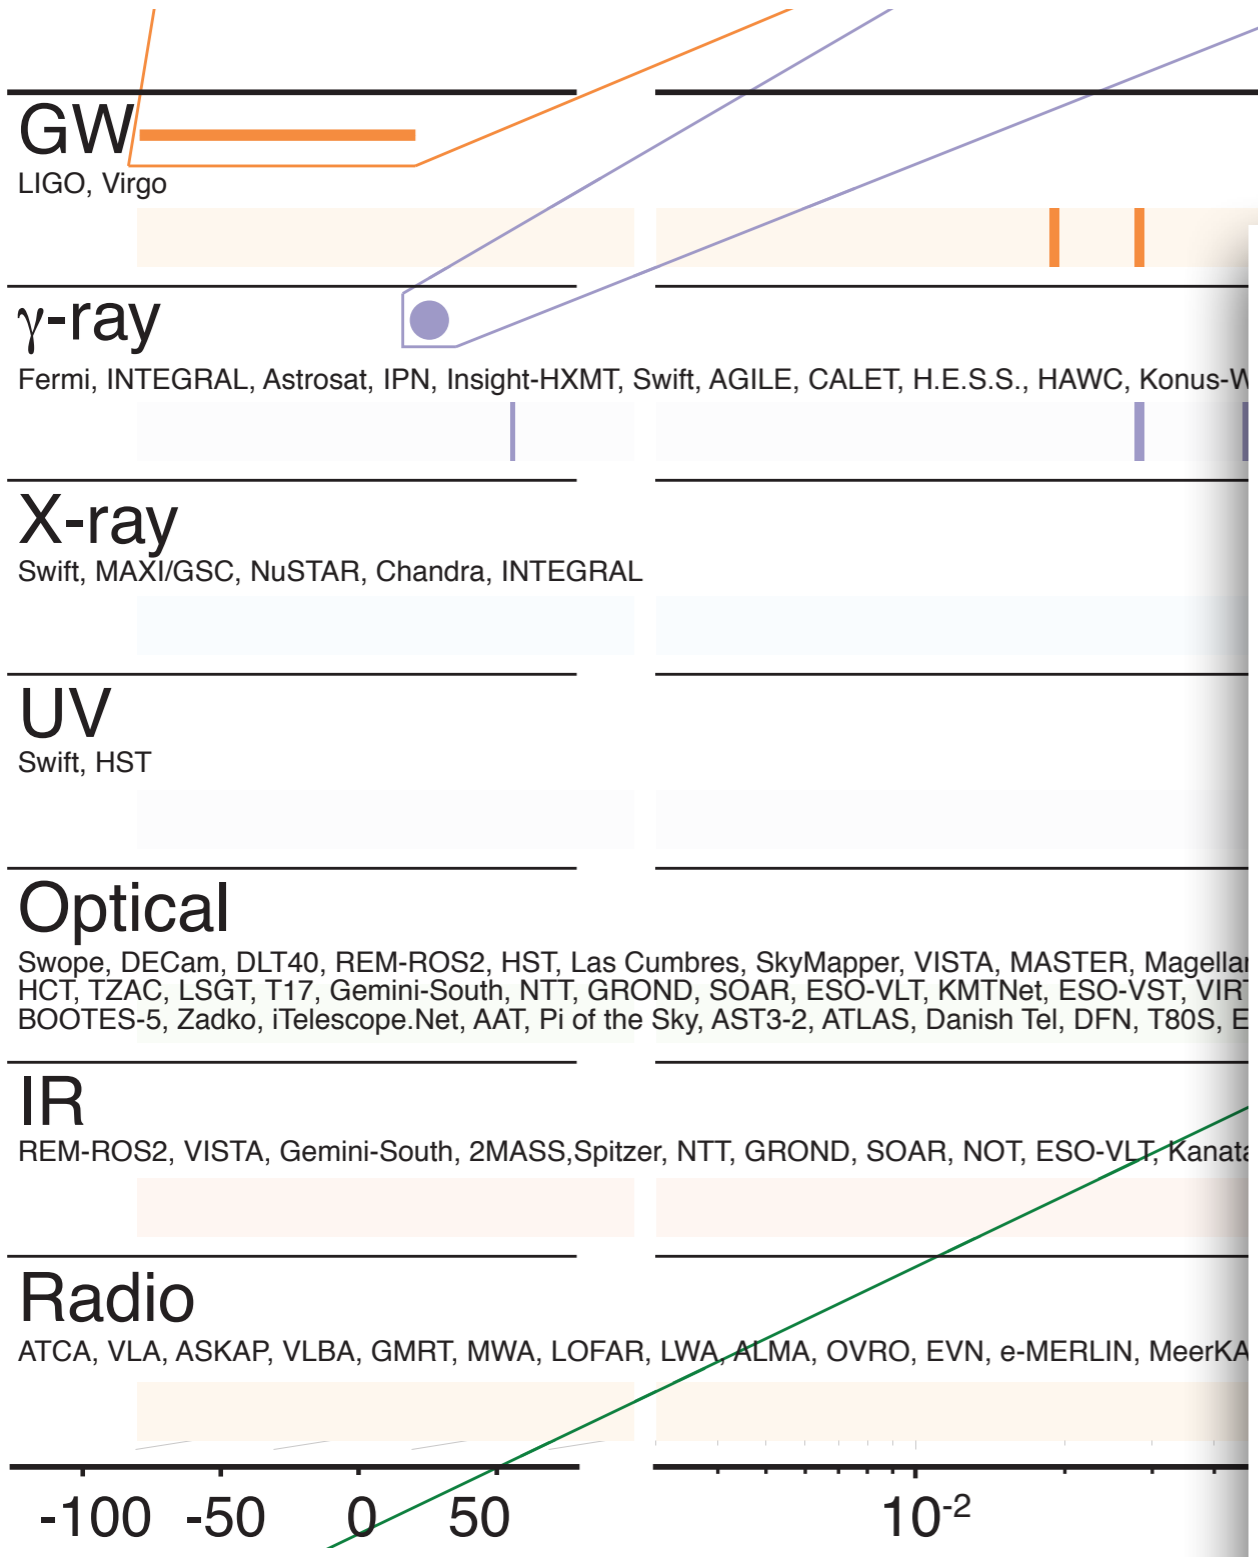 GW
LIGO, Virgo
γ-ray
Fermi, INTEGRAL, Astrosat, IPN, Insight-HXMT, Swift, AGILE, CALET, H.E.S.S., HAWC, Konus-W
X-ray
Swift, MAXI/GSC, NuSTAR, Chandra, INTEGRAL
UV
Swift, HST
Optical
Swope, DECam, DLT40, REM-ROS2, HST, Las Cumbres, SkyMapper, VISTA, MASTER, Magellan
HCT, TZAC, LSGT, T17, Gemini-South, NTT, GROND, SOAR, ESO-VLT, KMTNet, ESO-VST, VIRT
BOOTES-5, Zadko, iTelescope.Net, AAT, Pi of the Sky, AST3-2, ATLAS, Danish Tel, DFN, T80S, E
IR
REM-ROS2, VISTA, Gemini-South, 2MASS,Spitzer, NTT, GROND, SOAR, NOT, ESO-VLT, Kanata
Radio
ATCA, VLA, ASKAP, VLBA, GMRT, MWA, LOFAR, LWA, ALMA, OVRO, EVN, e-MERLIN, MeerKA
-100 -50 0 50 10⁻²